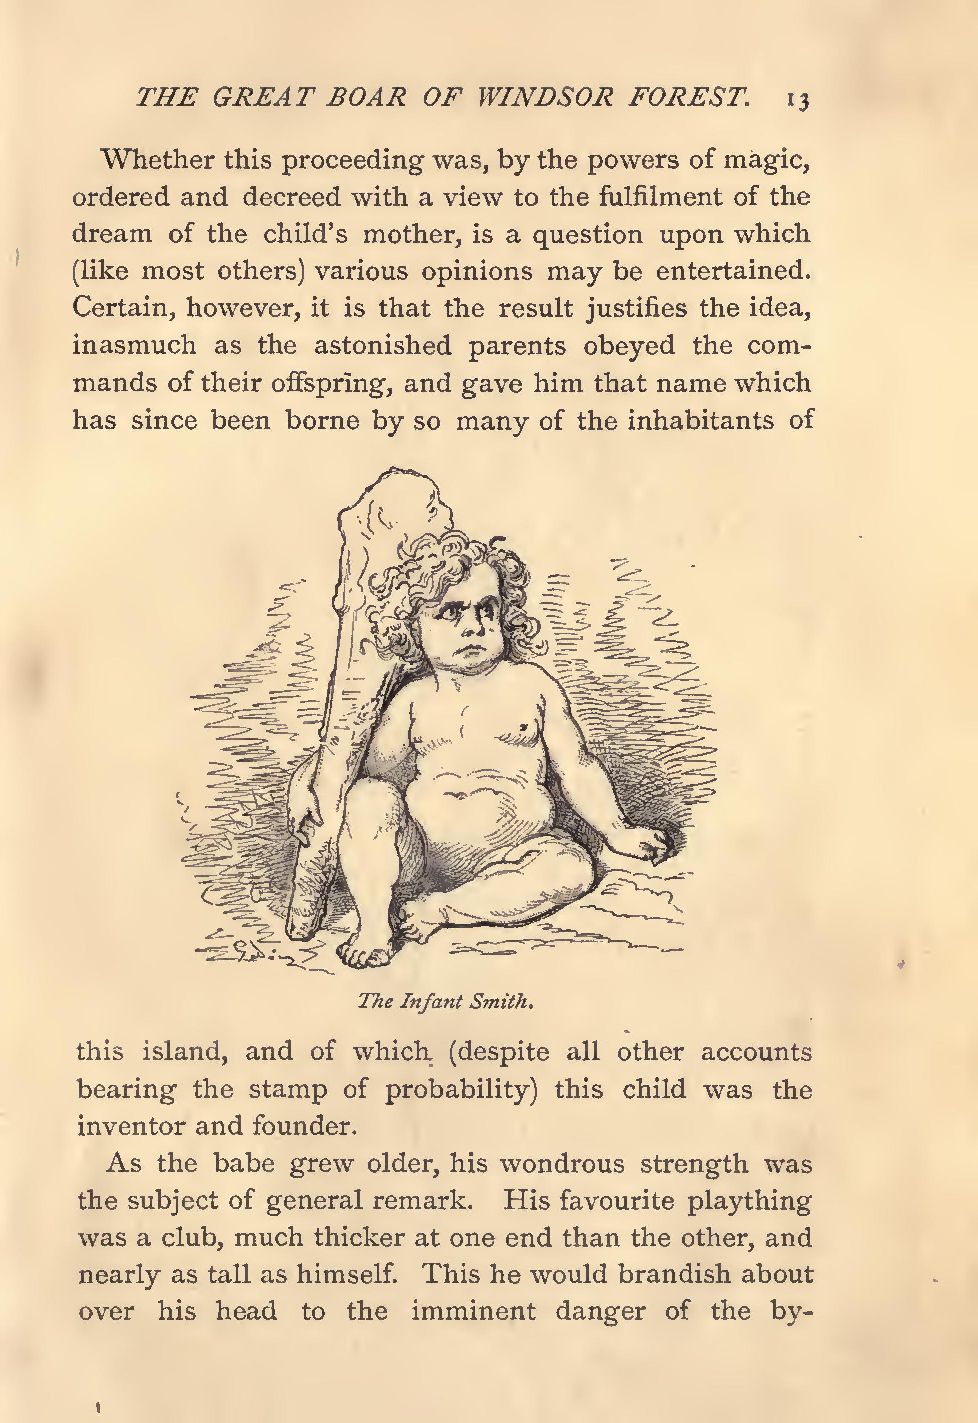 THE GREAT BOAR OF WINDSOR FOREST. 13
Whether this proceeding was, by the powers of magic,
ordered and decreed with a view to the fulfilment of the
dream of the child's mother, is a question upon which
(like most others) various opinions may be entertained.
Certain, however, it is that the result justifies the idea,
inasmuch as the astonished parents obeyed the com-
mands of their offspring, and gave him that name which
has since been borne by so many of the inhabitants of
The Infant Smith.
this island, and of which (despite all other accounts
bearing the stamp of probability) this child was the
inventor and founder.
As the babe grew older, his wondrous strength was
the subject of general remark. His favourite plaything
was a club, much thicker at one end than the other, and
nearly as tall as himself. This he would brandish about
over his head to the imminent danger of the by-